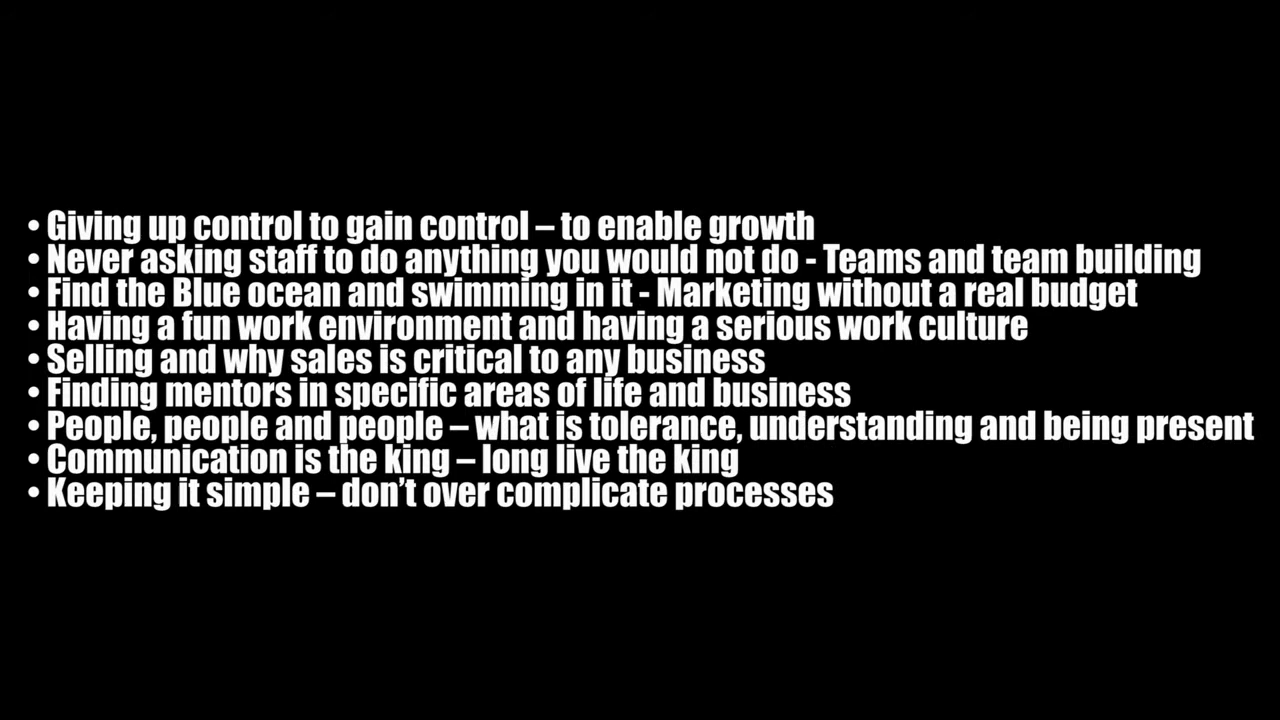 • Giving up control to gain control – to enable growth
• Never asking staff to do anything you would not do - Teams and team building
• Find the Blue ocean and swimming in it - Marketing without a real budget
• Having a fun work environment and having a serious work culture
• Selling and why sales is critical to any business
• Finding mentors in specific areas of life and business
• People, people and people – what is tolerance, understanding and being present
• Communication is the king – long live the king
• Keeping it simple – don’t over complicate processes